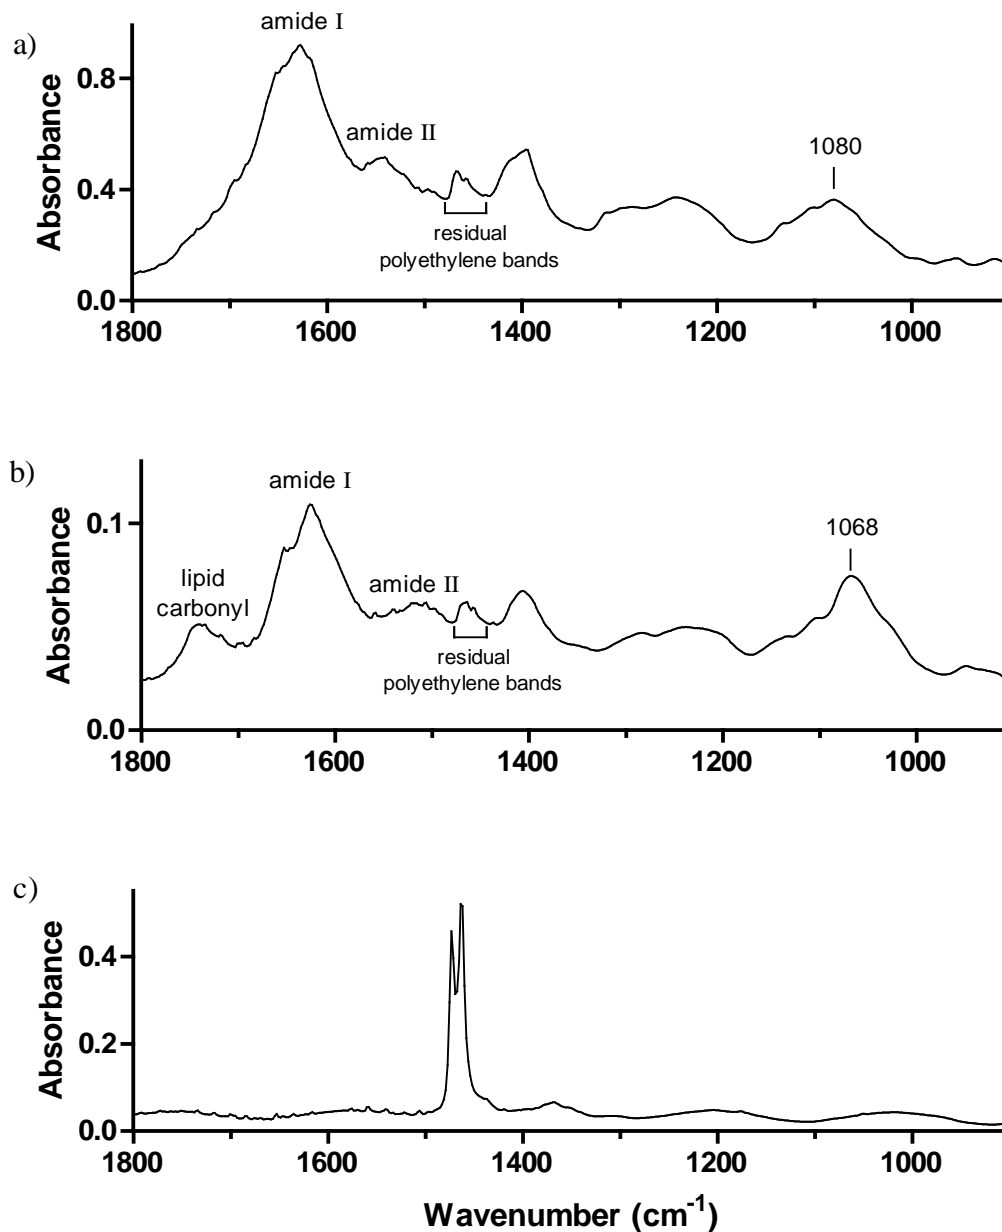 a)
amide I
Absorbance
0.8
0.4
0.0
amide II
1080
residual
polyethylene bands
1800 1600 1400 1200 1000
b)
amide I
Absorbance
0.1
0.0
lipid
carbonyl
amide II
1068
residual
polyethylene bands
1800 1600 1400 1200 1000
c)
Absorbance
0.4
0.2
0.0
1800 1600 1400 1200 1000
Wavenumber (cm⁻¹)